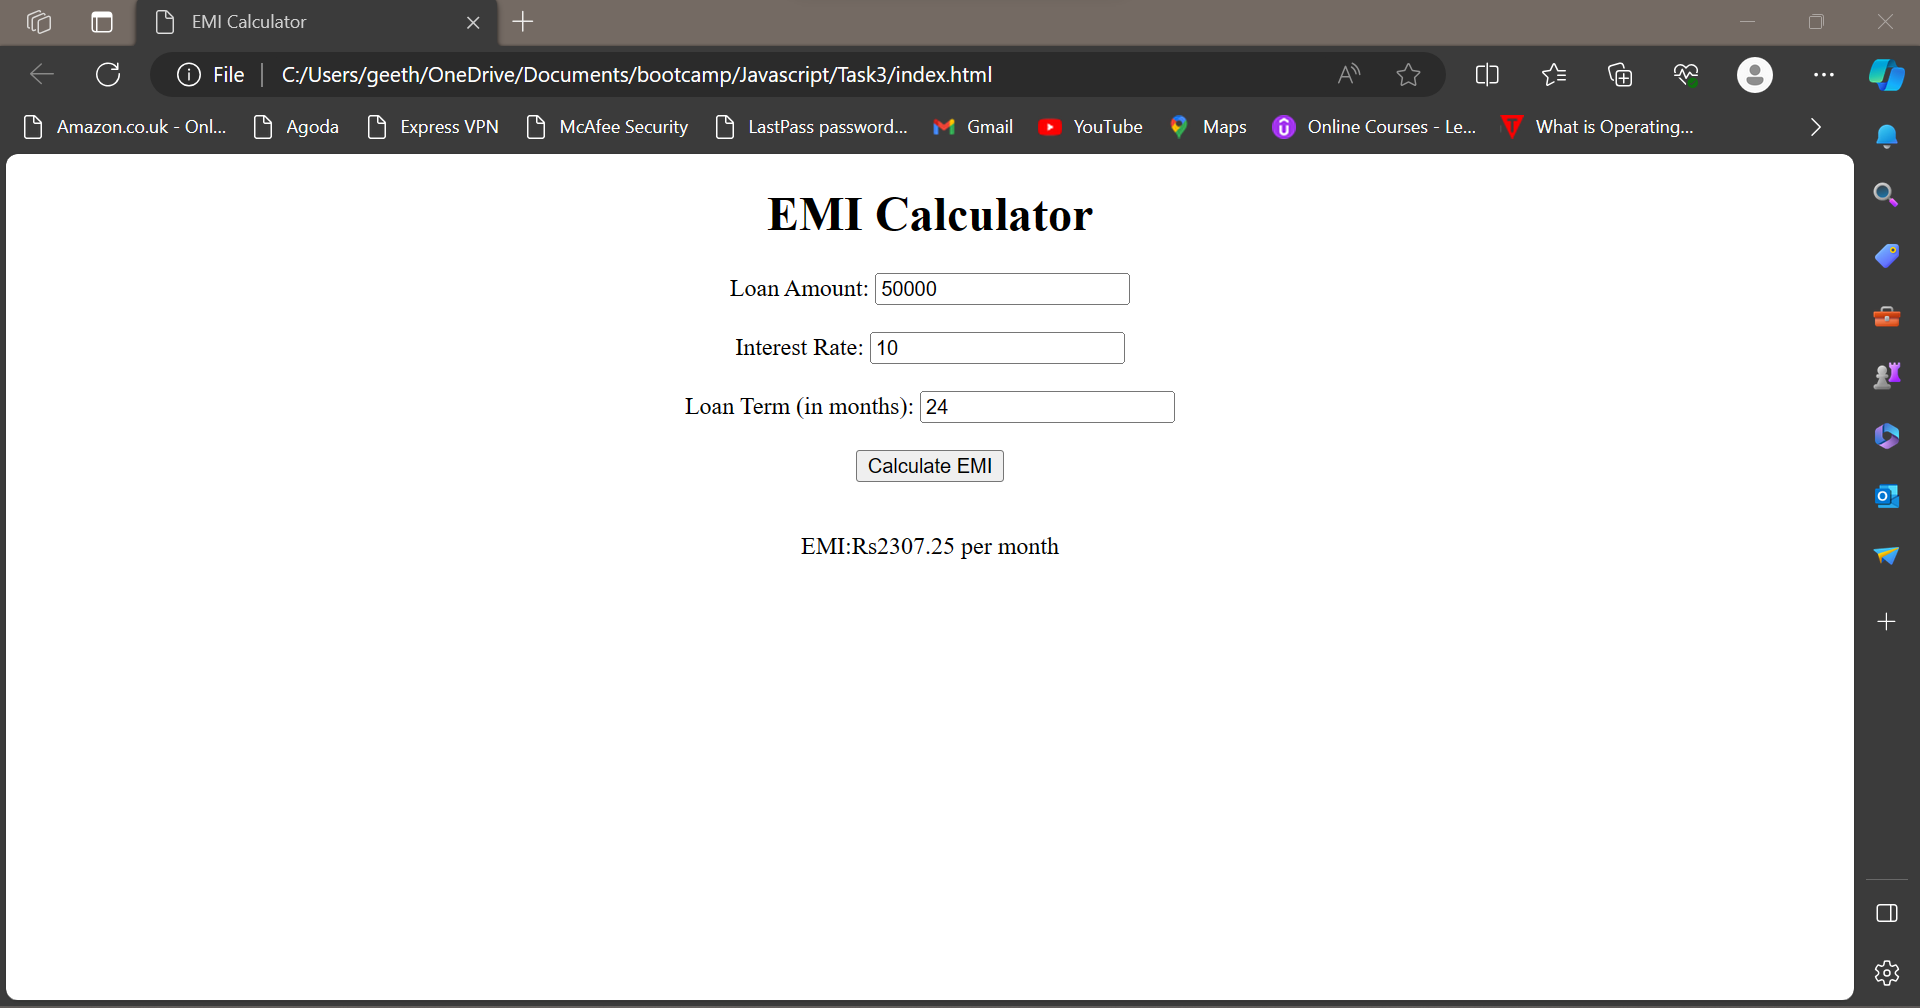 EMI Calculator
File C:/Users/geeth/OneDrive/Documents/bootcamp/Javascript/Task3/index.html
Amazon.co.uk - Onl... Agoda Express VPN McAfee Security LastPass password... Gmail YouTube Maps Online Courses - Le... What is Operating...
EMI Calculator
Loan Amount: 50000
Interest Rate: 10
Loan Term (in months): 24
Calculate EMI
EMI:Rs2307.25 per month